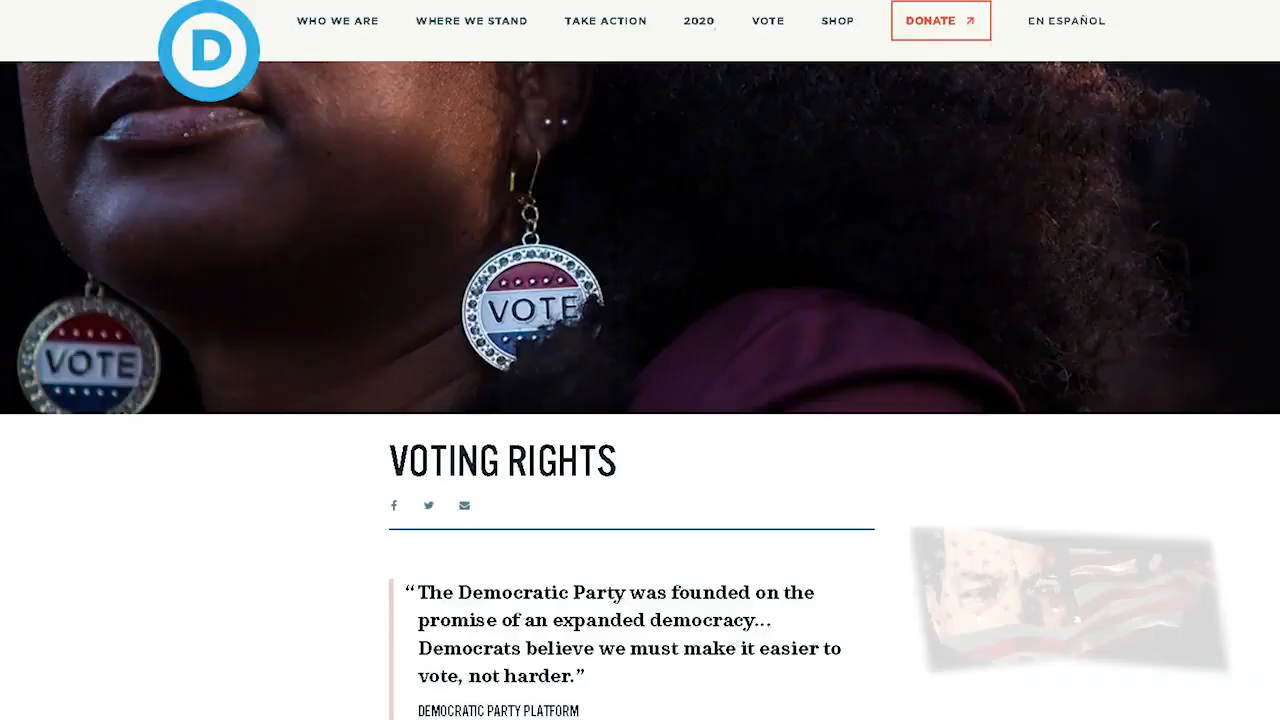 WHO WE ARE WHERE WE STAND TAKE ACTION 2020 VOTE SHOP DONATE EN ESPAÑOL
D
VOTE
VOTE
VOTING RIGHTS
“The Democratic Party was founded on the
promise of an expanded democracy...
Democrats believe we must make it easier to
vote, not harder.”
DEMOCRATIC PARTY PLATFORM